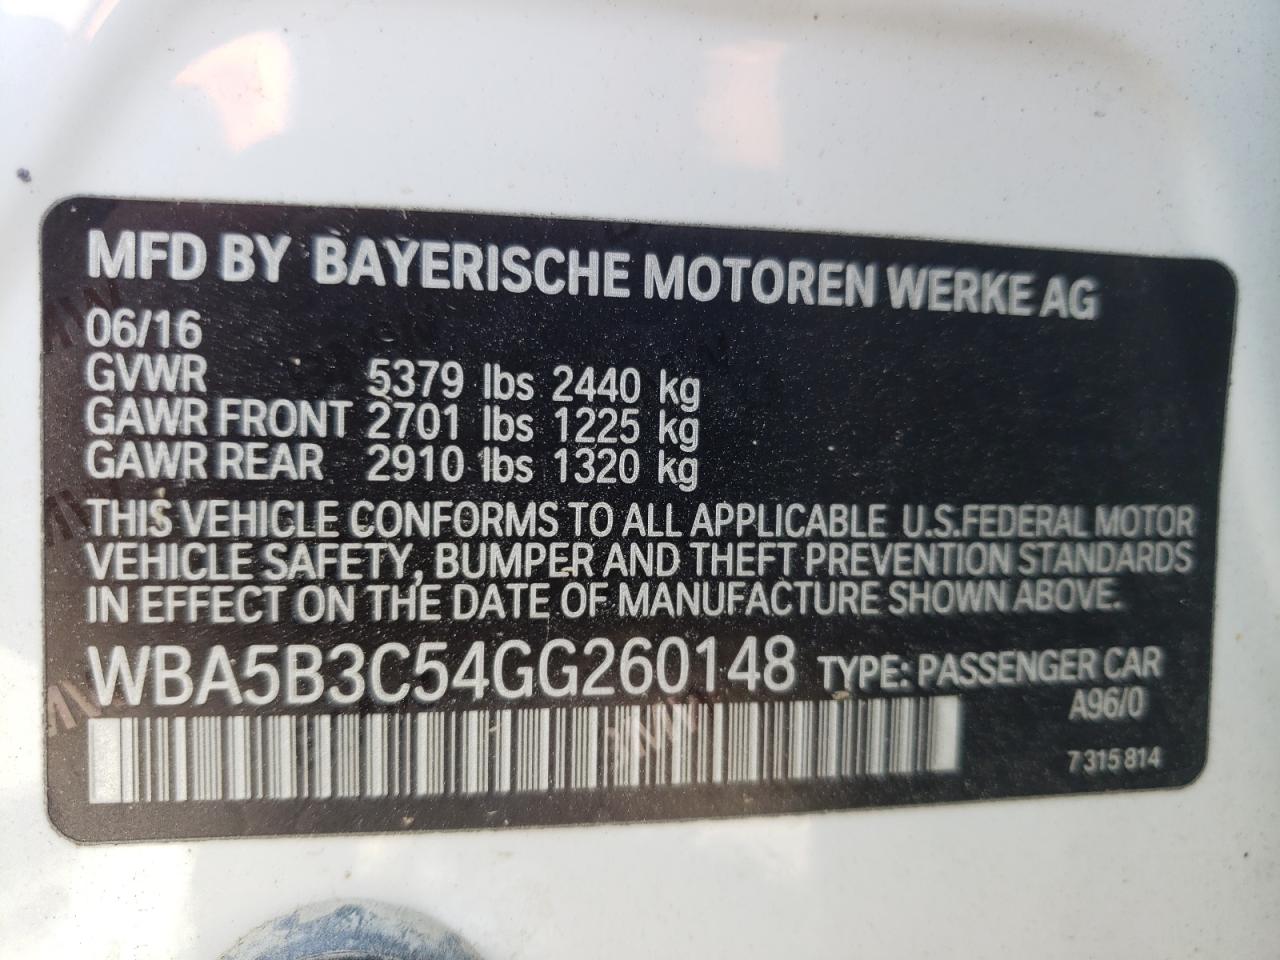 MFD BY BAYERISCHE MOTOREN WERKE AG
06/16
GVWR 5379 lbs 2440 kg
GAWR FRONT 2701 lbs 1225 kg
GAWR REAR 2910 lbs 1320 kg
THIS VEHICLE CONFORMS TO ALL APPLICABLE U.S.FEDERAL MOTOR
VEHICLE SAFETY, BUMPER AND THEFT PREVENTION STANDARDS
IN EFFECT ON THE DATE OF MANUFACTURE SHOWN ABOVE.
WBA5B3C54GG260148 TYPE: PASSENGER CAR
A96/0
7 315 814